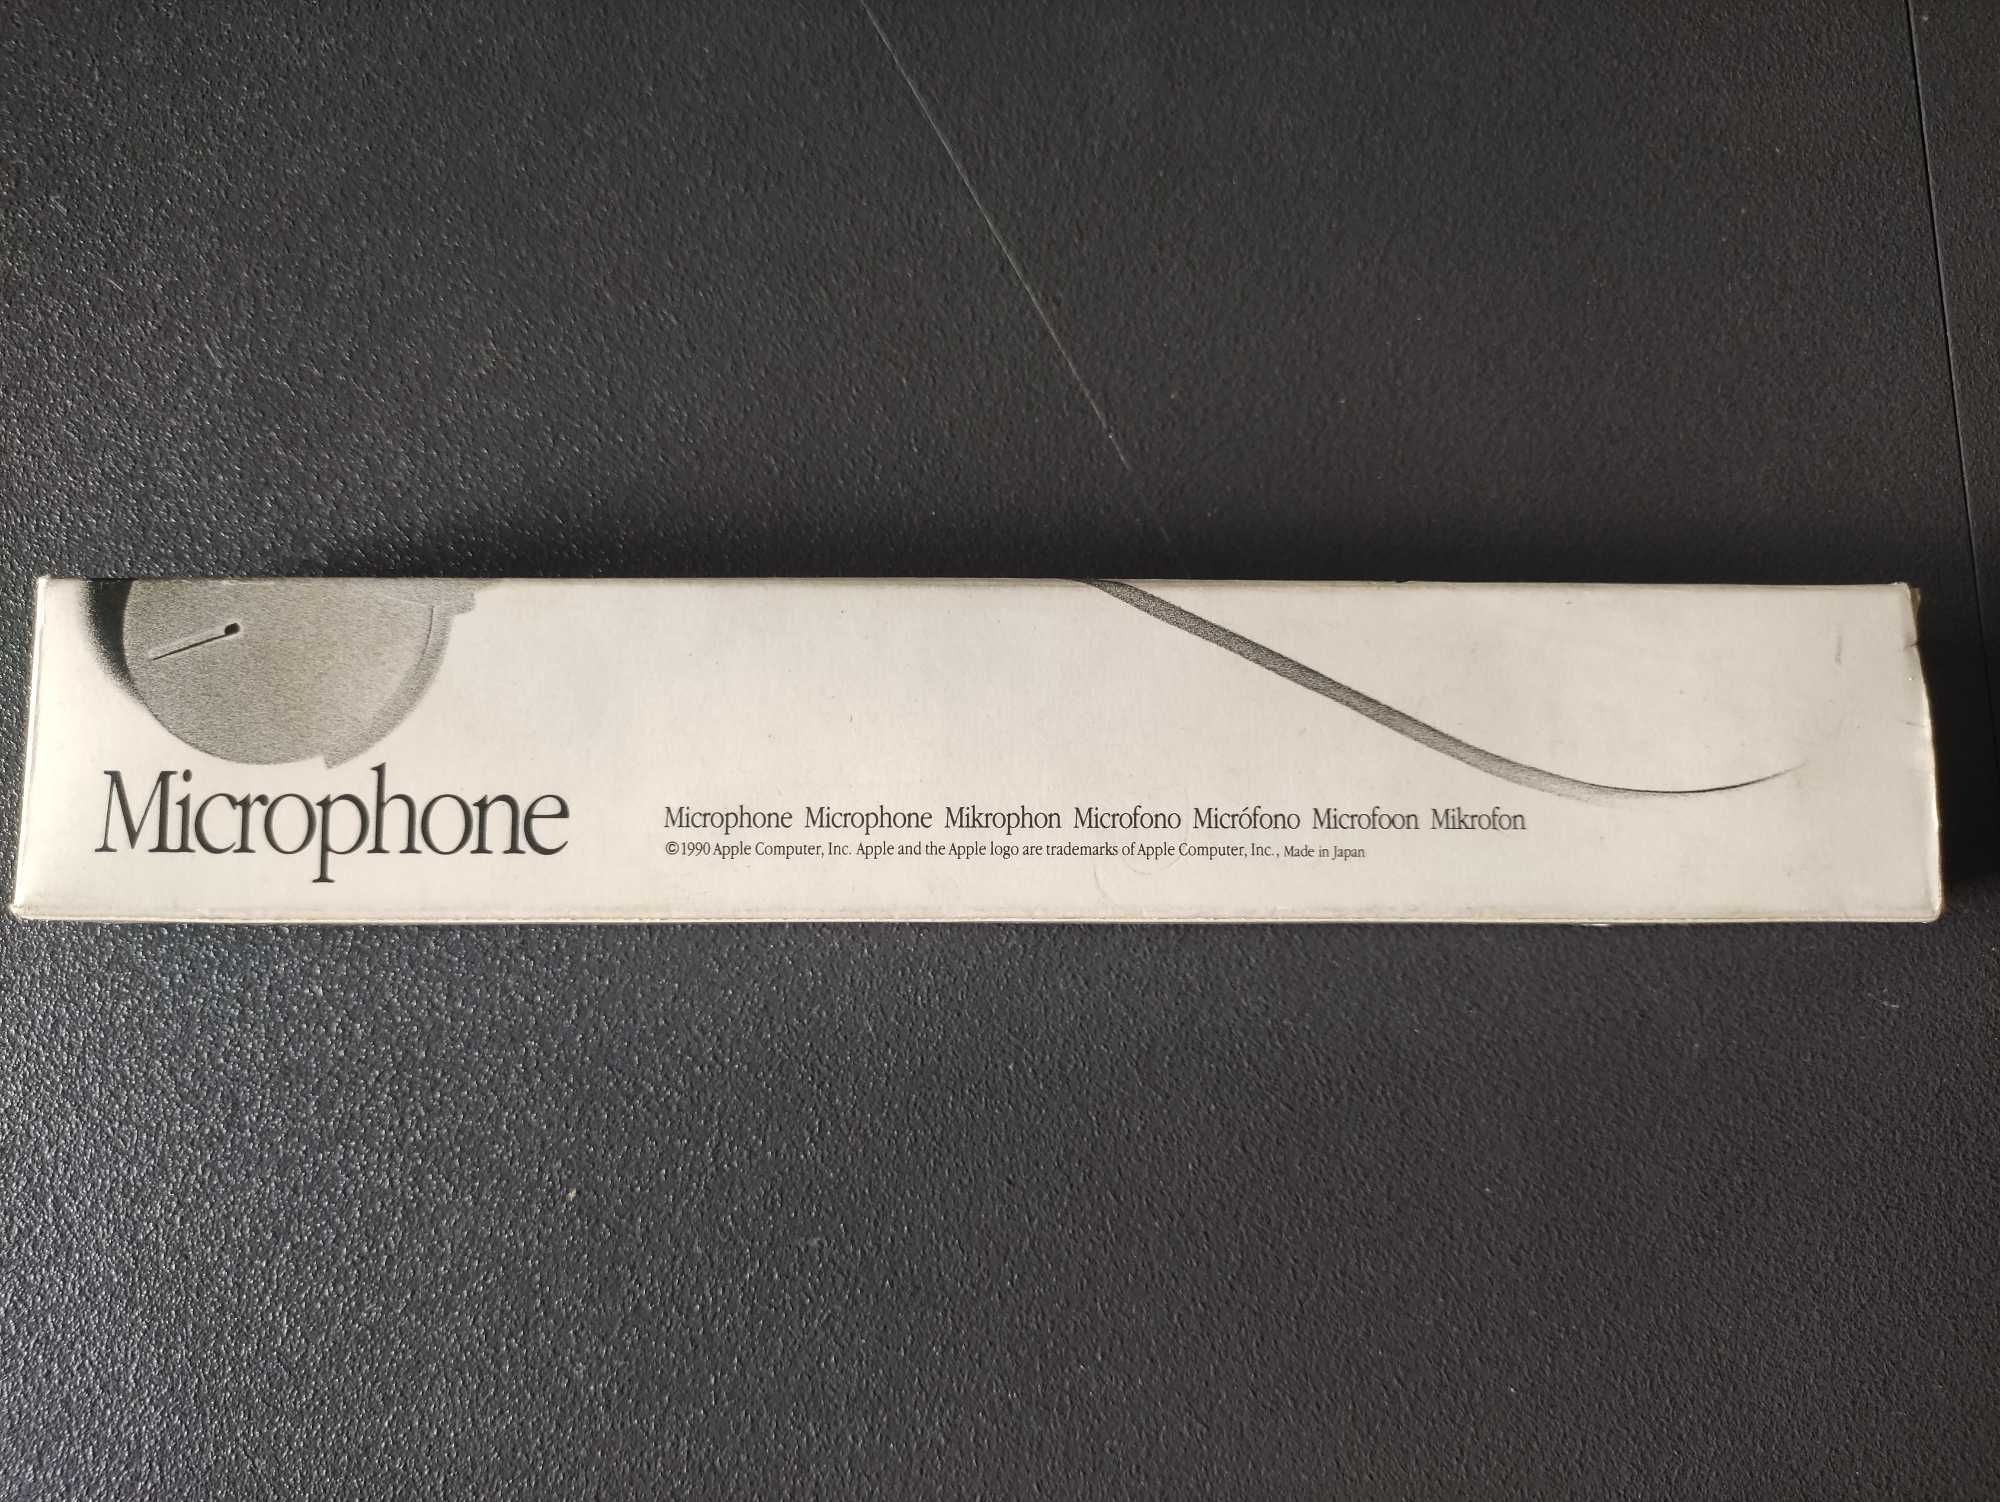 Microphone
Microphone Microphone Mikrophon Microfono Micrófono Microfoon Mikrofon
©1990 Apple Computer, Inc. Apple and the Apple logo are trademarks of Apple Computer, Inc., Made in Japan